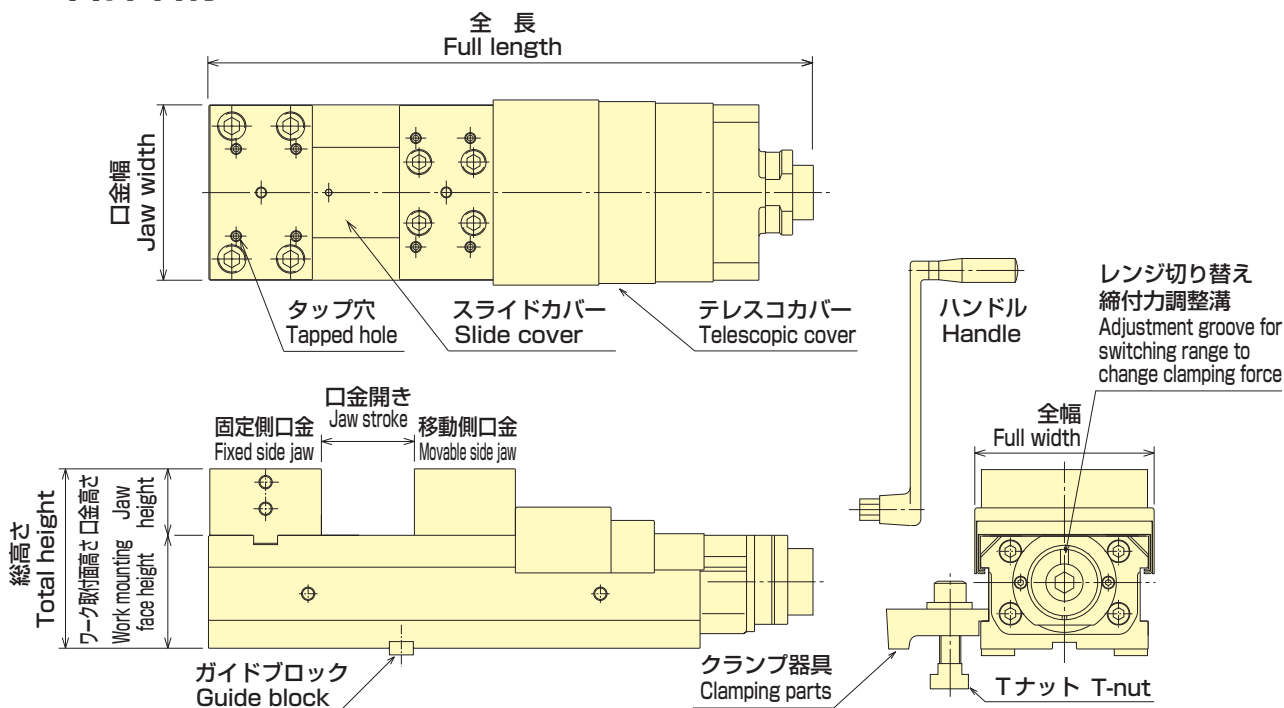 全 長
Full length
口金幅
Jaw width
タップ穴
Tapped hole
スライドカバー
Slide cover
テレスコカバー
Telescopic cover
ハンドル
Handle
レンジ切り替え
締付力調整溝
Adjustment groove for
switching range to
change clamping force
口金開き
Jaw stroke
固定側口金
Fixed side jaw
移動側口金
Movable side jaw
全幅
Full width
総高さ
Total height
口金高さ
Jaw
height
ワーク取付面高さ
Work mounting
face height
ガイドブロック
Guide block
クランプ器具
Clamping parts
Tナット T-nut